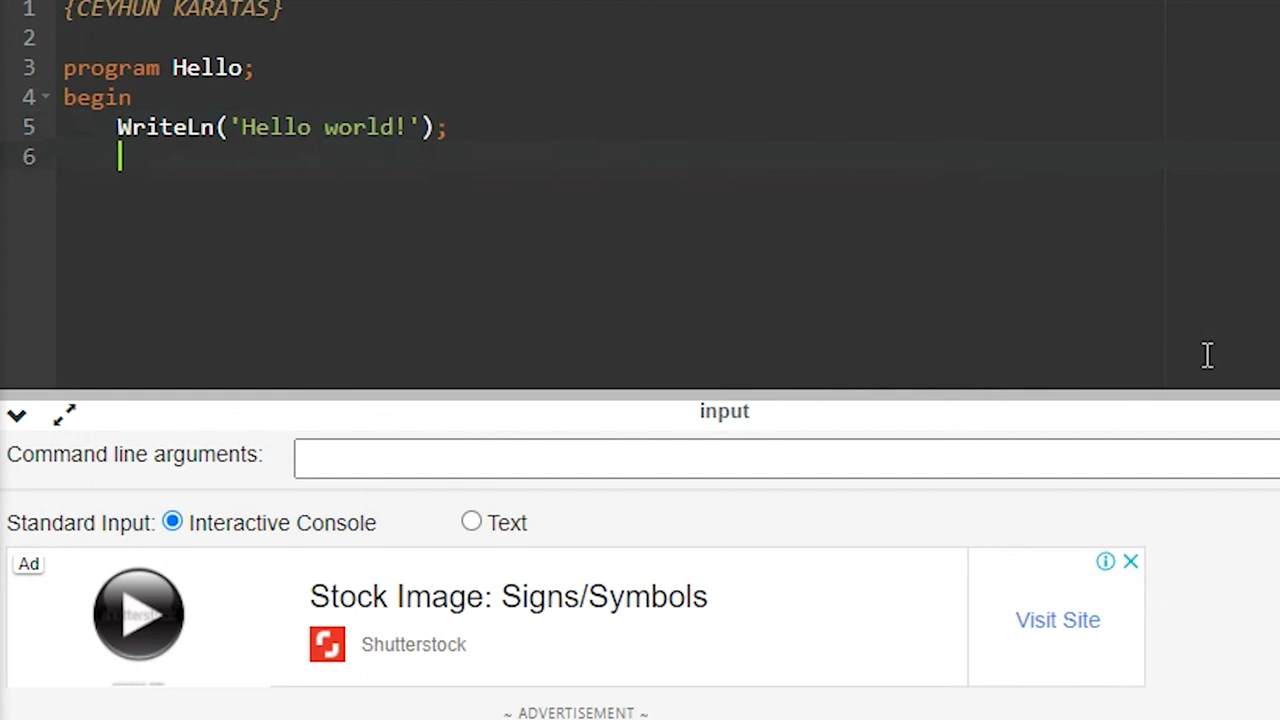 1 {CEYHUN KARATAS}
2
3 program Hello;
4 begin
5 WriteLn('Hello world!');
6
input
Command line arguments:
Standard Input: Interactive Console Text
Ad
Stock Image: Signs/Symbols
Shutterstock
Visit Site
~ ADVERTISEMENT ~